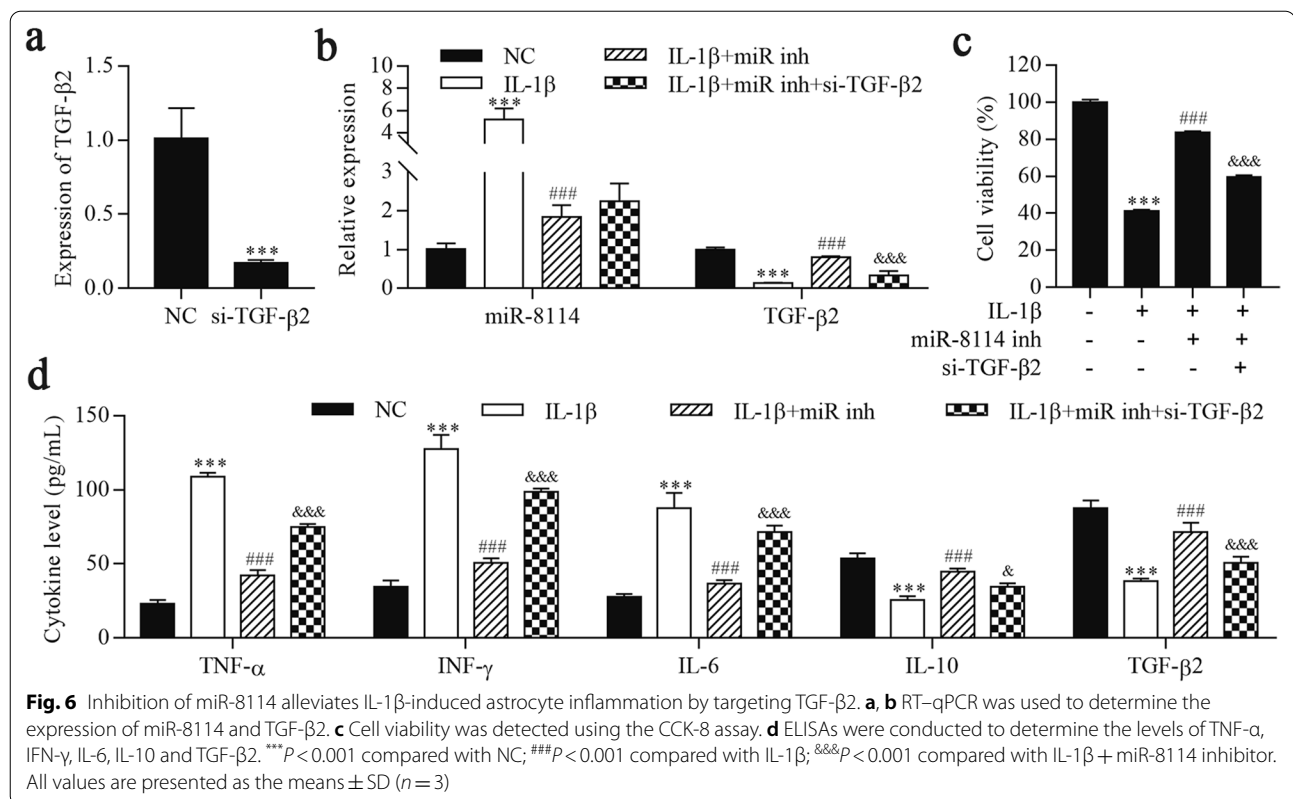 a
Expression of TGF-β2
1.5
1.0
0.5
0.0
***
NC si-TGF-β2
b
NC
IL-1β
IL-1β+miR inh
IL-1β+miR inh+si-TGF-β2
Relative expression
10
8
6
4
3
2
1
0
***
###
***
###
&&&
miR-8114
TGF-β2
c
Cell viability (%)
120
100
80
60
40
20
0
***
###
&&&
IL-1β - + + +
miR-8114 inh - - + +
si-TGF-β2 - - - +
d
NC
IL-1β
IL-1β+miR inh
IL-1β+miR inh+si-TGF-β2
Cytokine level (pg/mL)
150
100
50
0
***
###
&&&
***
###
&&&
***
###
&&&
***
###
&
***
###
&&&
TNF-α
INF-γ
IL-6
IL-10
TGF-β2
Fig. 6 Inhibition of miR-8114 alleviates IL-1β-induced astrocyte inflammation by targeting TGF-β2. a, b RT–qPCR was used to determine the
expression of miR-8114 and TGF-β2. c Cell viability was detected using the CCK-8 assay. d ELISAs were conducted to determine the levels of TNF-α,
IFN-γ, IL-6, IL-10 and TGF-β2. ***P < 0.001 compared with NC; ###P < 0.001 compared with IL-1β; &&&P < 0.001 compared with IL-1β + miR-8114 inhibitor.
All values are presented as the means ± SD (n = 3)